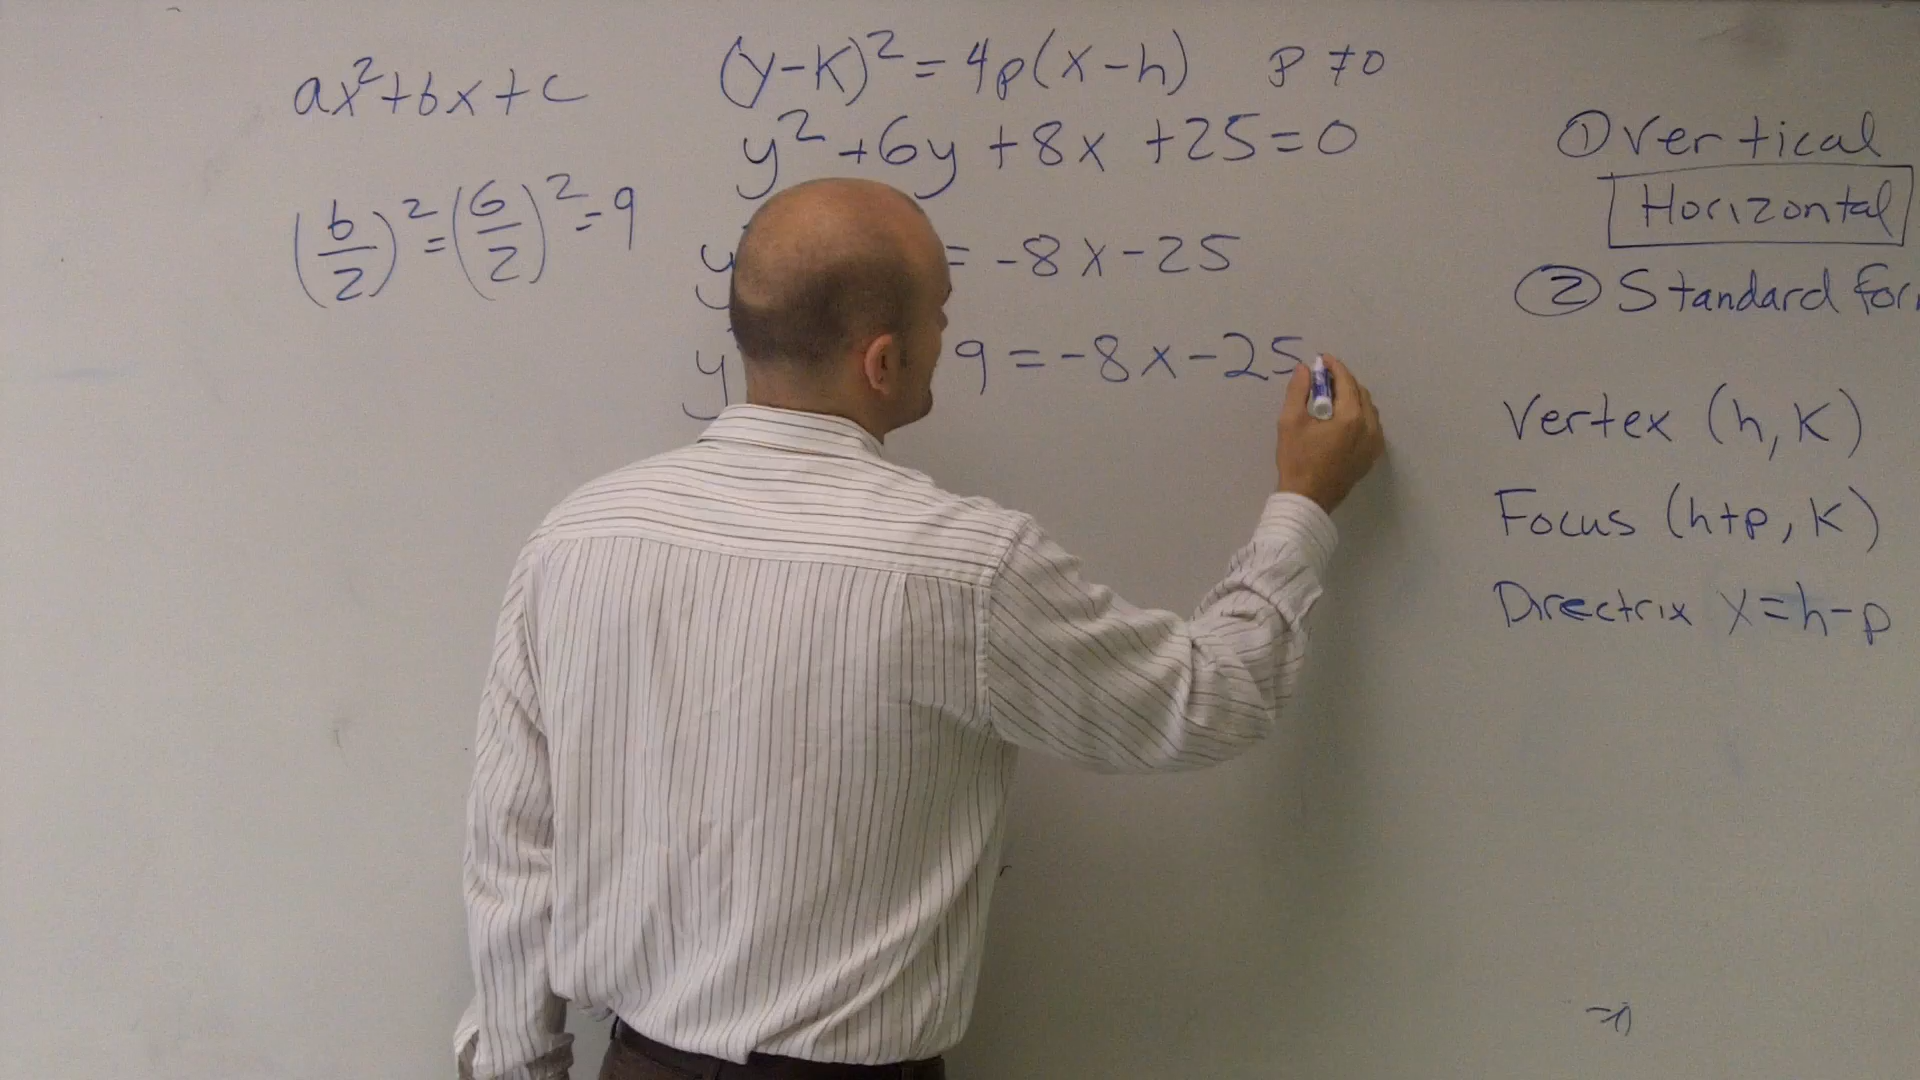 ax²+bx+c
(b/2)²=(6/2)²=9
(y-k)²=4p(x-h) p≠0
y²+6y+8x+25=0
y = -8x-25
y 9=-8x-25
① Vertical
Horizontal
② Standard For
Vertex (h,k)
Focus (h+p,k)
Directrix x=h-p